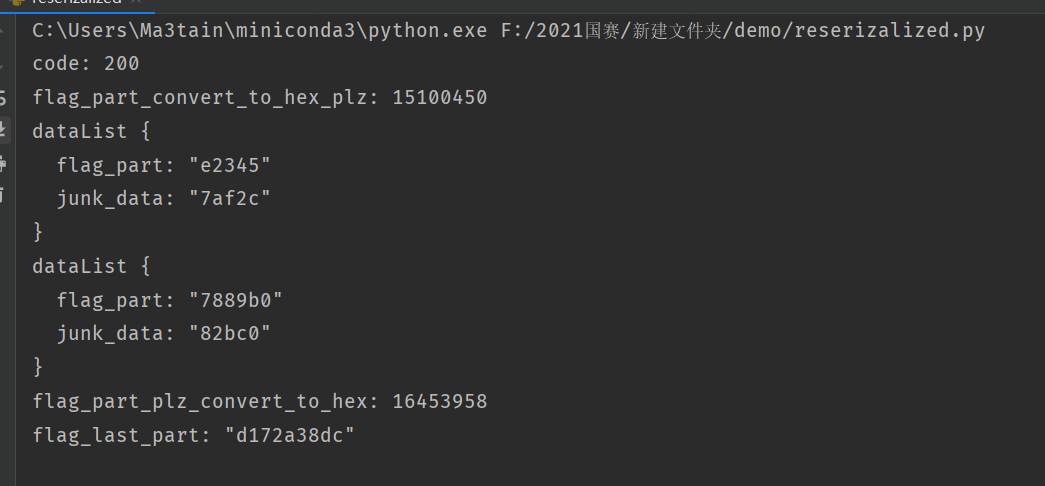 reserizalized
C:\Users\Ma3tain\miniconda3\python.exe F:/2021国赛/新建文件夹/demo/reserizalized.py
code: 200
flag_part_convert_to_hex_plz: 15100450
dataList {
  flag_part: "e2345"
  junk_data: "7af2c"
}
dataList {
  flag_part: "7889b0"
  junk_data: "82bc0"
}
flag_part_plz_convert_to_hex: 16453958
flag_last_part: "d172a38dc"